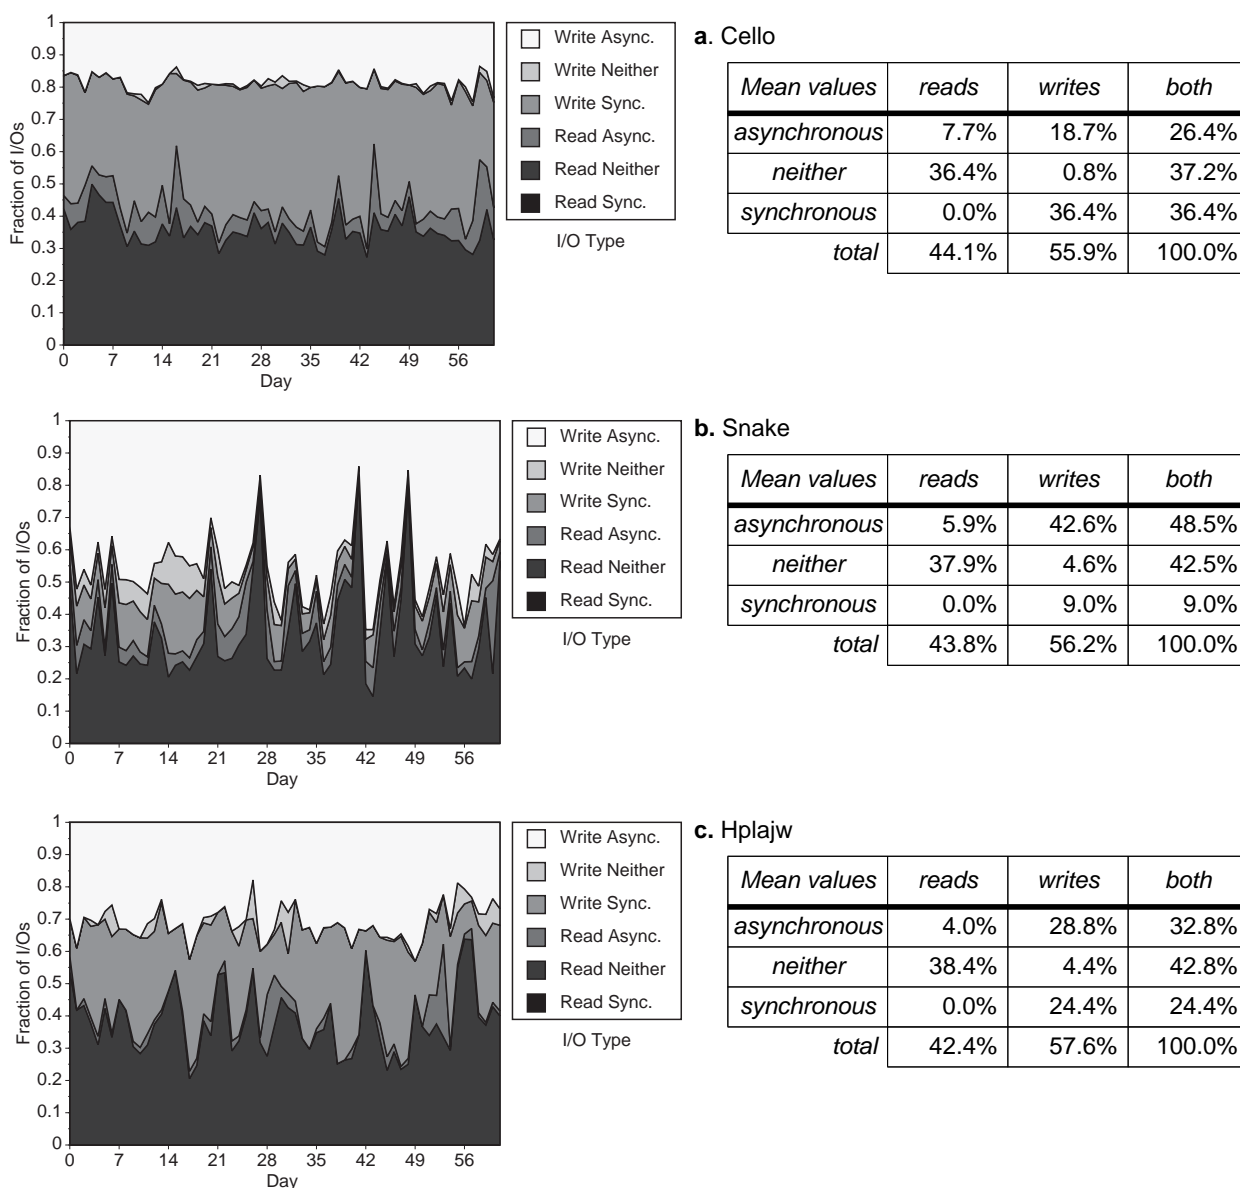 1
0.9
0.8
0.7
0.6
0.5
0.4
0.3
0.2
0.1
0
Fraction of I/Os
0 7 14 21 28 35 42 49 56
Day
Write Async.
Write Neither
Write Sync.
Read Async.
Read Neither
Read Sync.
I/O Type
a. Cello
Mean values reads writes both
asynchronous 7.7% 18.7% 26.4%
neither 36.4% 0.8% 37.2%
synchronous 0.0% 36.4% 36.4%
total 44.1% 55.9% 100.0%
1
0.9
0.8
0.7
0.6
0.5
0.4
0.3
0.2
0.1
0
Fraction of I/Os
0 7 14 21 28 35 42 49 56
Day
Write Async.
Write Neither
Write Sync.
Read Async.
Read Neither
Read Sync.
I/O Type
b. Snake
Mean values reads writes both
asynchronous 5.9% 42.6% 48.5%
neither 37.9% 4.6% 42.5%
synchronous 0.0% 9.0% 9.0%
total 43.8% 56.2% 100.0%
1
0.9
0.8
0.7
0.6
0.5
0.4
0.3
0.2
0.1
0
Fraction of I/Os
0 7 14 21 28 35 42 49 56
Day
Write Async.
Write Neither
Write Sync.
Read Async.
Read Neither
Read Sync.
I/O Type
c. Hplajw
Mean values reads writes both
asynchronous 4.0% 28.8% 32.8%
neither 38.4% 4.4% 42.8%
synchronous 0.0% 24.4% 24.4%
total 42.4% 57.6% 100.0%